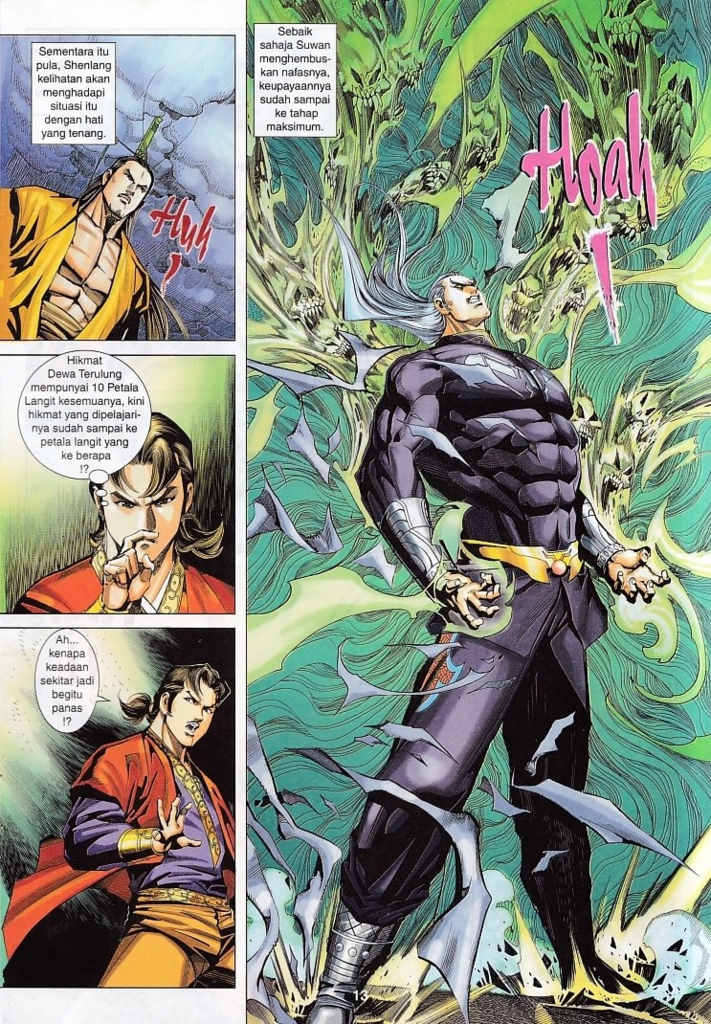 Sementara itu
pula, Shenlang
kelihatan akan
menghadapi
situasi itu
dengan hati
yang tenang.
Huh
!
Hikmat
Dewa Terulung
mempunyai 10 Petala
Langit kesemuanya, kini
hikmat yang dipelajari-
nya sudah sampai ke
petala langit yang
ke berapa
!?
Ah...
kenapa
keadaan
sekitar jadi
begitu
panas
!?
Sebaik
sahaja Suwan
menghembus-
kan nafasnya,
keupayaannya
sudah sampai
ke tahap
maksimum.
Hoah
!
13